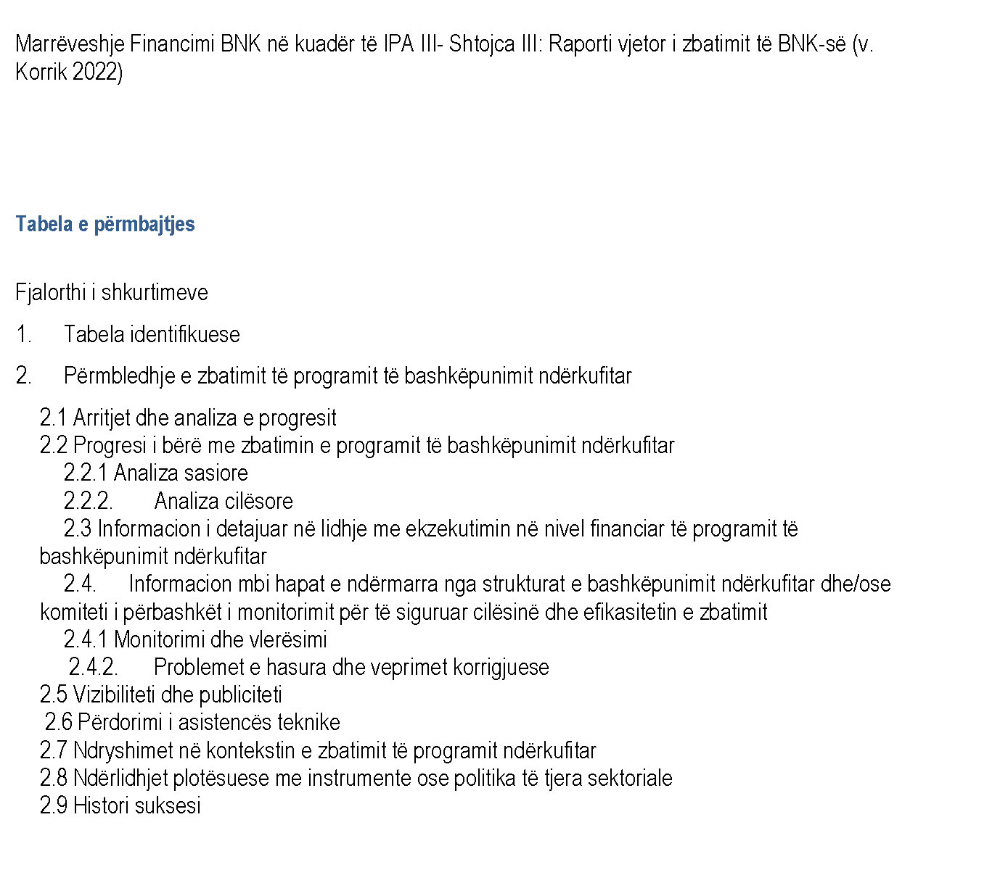 Marrëveshje Financimi BNK në kuadër të IPA III- Shtojca III: Raporti vjetor i zbatimit të BNK-së (v.
Korrik 2022)
Tabela e përmbajtjes
Fjalorthi i shkurtimeve
1. Tabela identifikuese
2. Përmbledhje e zbatimit të programit të bashkëpunimit ndërkufitar
2.1 Arritjet dhe analiza e progresit
2.2 Progresi i bërë me zbatimin e programit të bashkëpunimit ndërkufitar
2.2.1 Analiza sasiore
2.2.2. Analiza cilësore
2.3 Informacion i detajuar në lidhje me ekzekutimin në nivel financiar të programit të
bashkëpunimit ndërkufitar
2.4. Informacion mbi hapat e ndërmarra nga strukturat e bashkëpunimit ndërkufitar dhe/ose
komiteti i përbashkët i monitorimit për të siguruar cilësinë dhe efikasitetin e zbatimit
2.4.1 Monitorimi dhe vlerësimi
2.4.2. Problemet e hasura dhe veprimet korrigjuese
2.5 Vizibiliteti dhe publiciteti
2.6 Përdorimi i asistencës teknike
2.7 Ndryshimet në kontekstin e zbatimit të programit ndërkufitar
2.8 Ndërlidhjet plotësuese me instrumente ose politika të tjera sektoriale
2.9 Histori suksesi